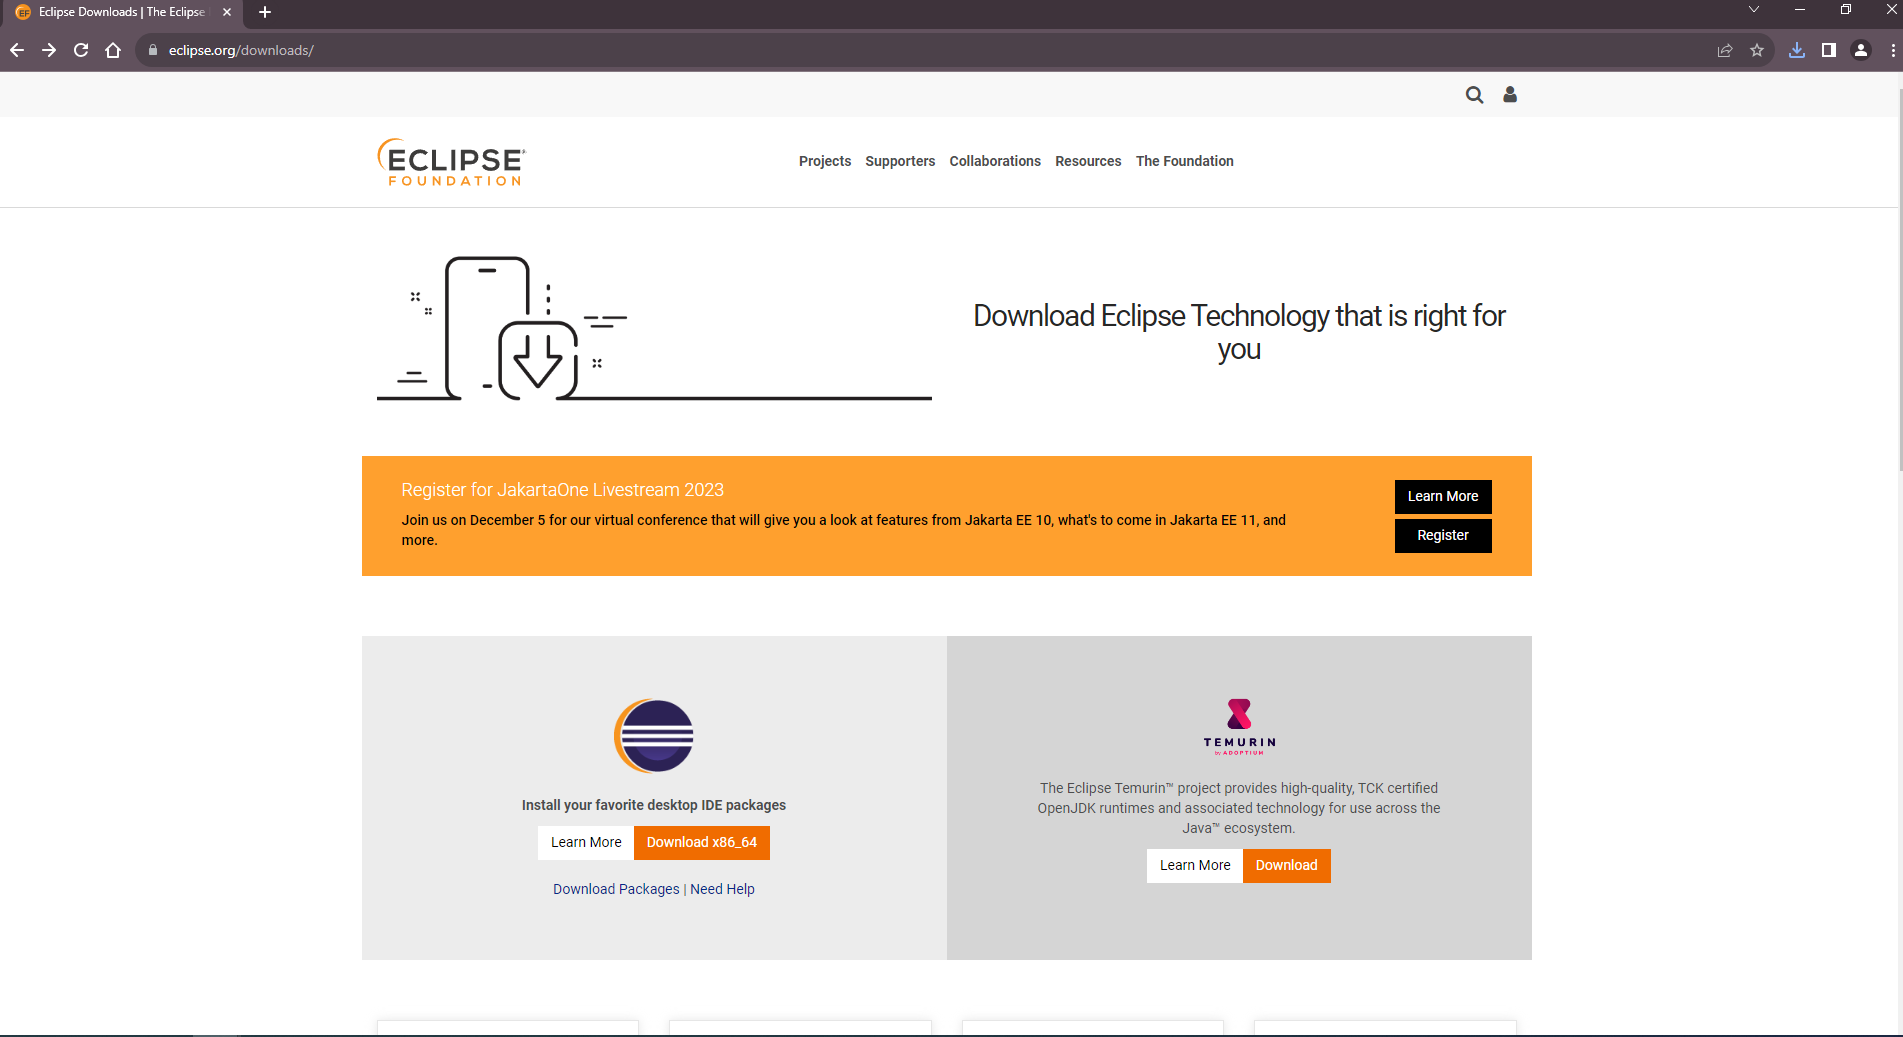 Eclipse Downloads | The Eclipse
eclipse.org/downloads/
ECLIPSE
FOUNDATION
Projects Supporters Collaborations Resources The Foundation
Download Eclipse Technology that is right for
you
Register for JakartaOne Livestream 2023
Join us on December 5 for our virtual conference that will give you a look at features from Jakarta EE 10, what's to come in Jakarta EE 11, and
more.
Learn More
Register
Install your favorite desktop IDE packages
Learn More Download x86_64
Download Packages | Need Help
TEMURIN
by ADOPTIUM
The Eclipse Temurin™ project provides high-quality, TCK certified
OpenJDK runtimes and associated technology for use across the
Java™ ecosystem.
Learn More Download